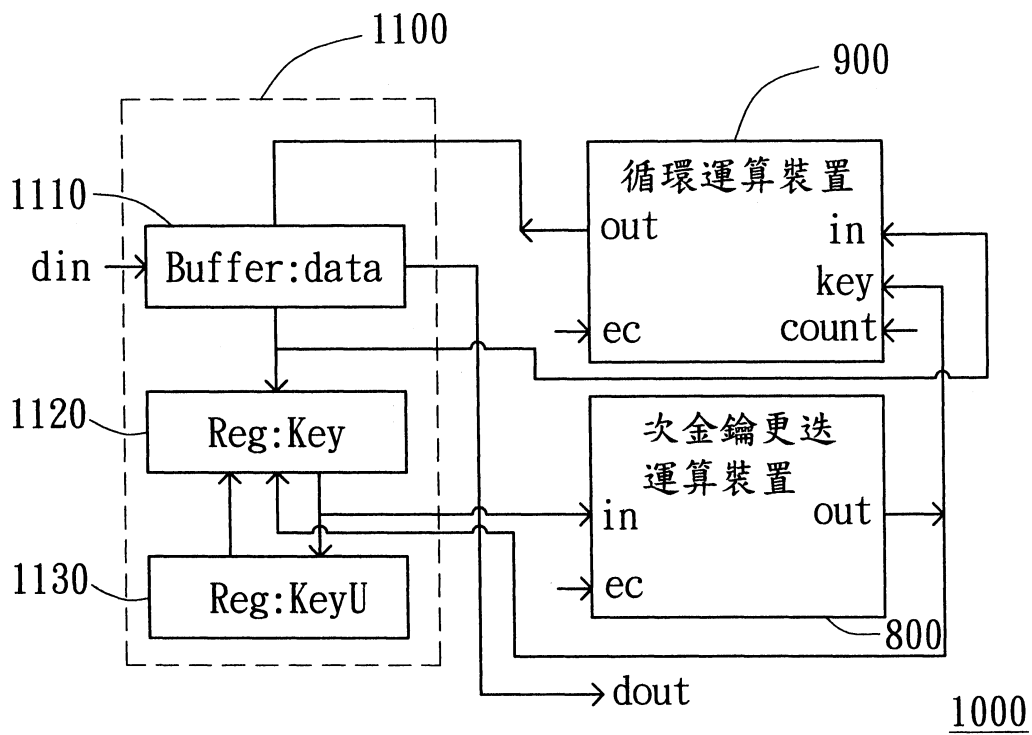 1100
900
循環運算裝置
1110
out
in
din
Buffer:data
key
ec
count
1120
Reg:Key
次金鑰更迭
運算裝置
in
out
1130
Reg:KeyU
ec
800
dout
1000